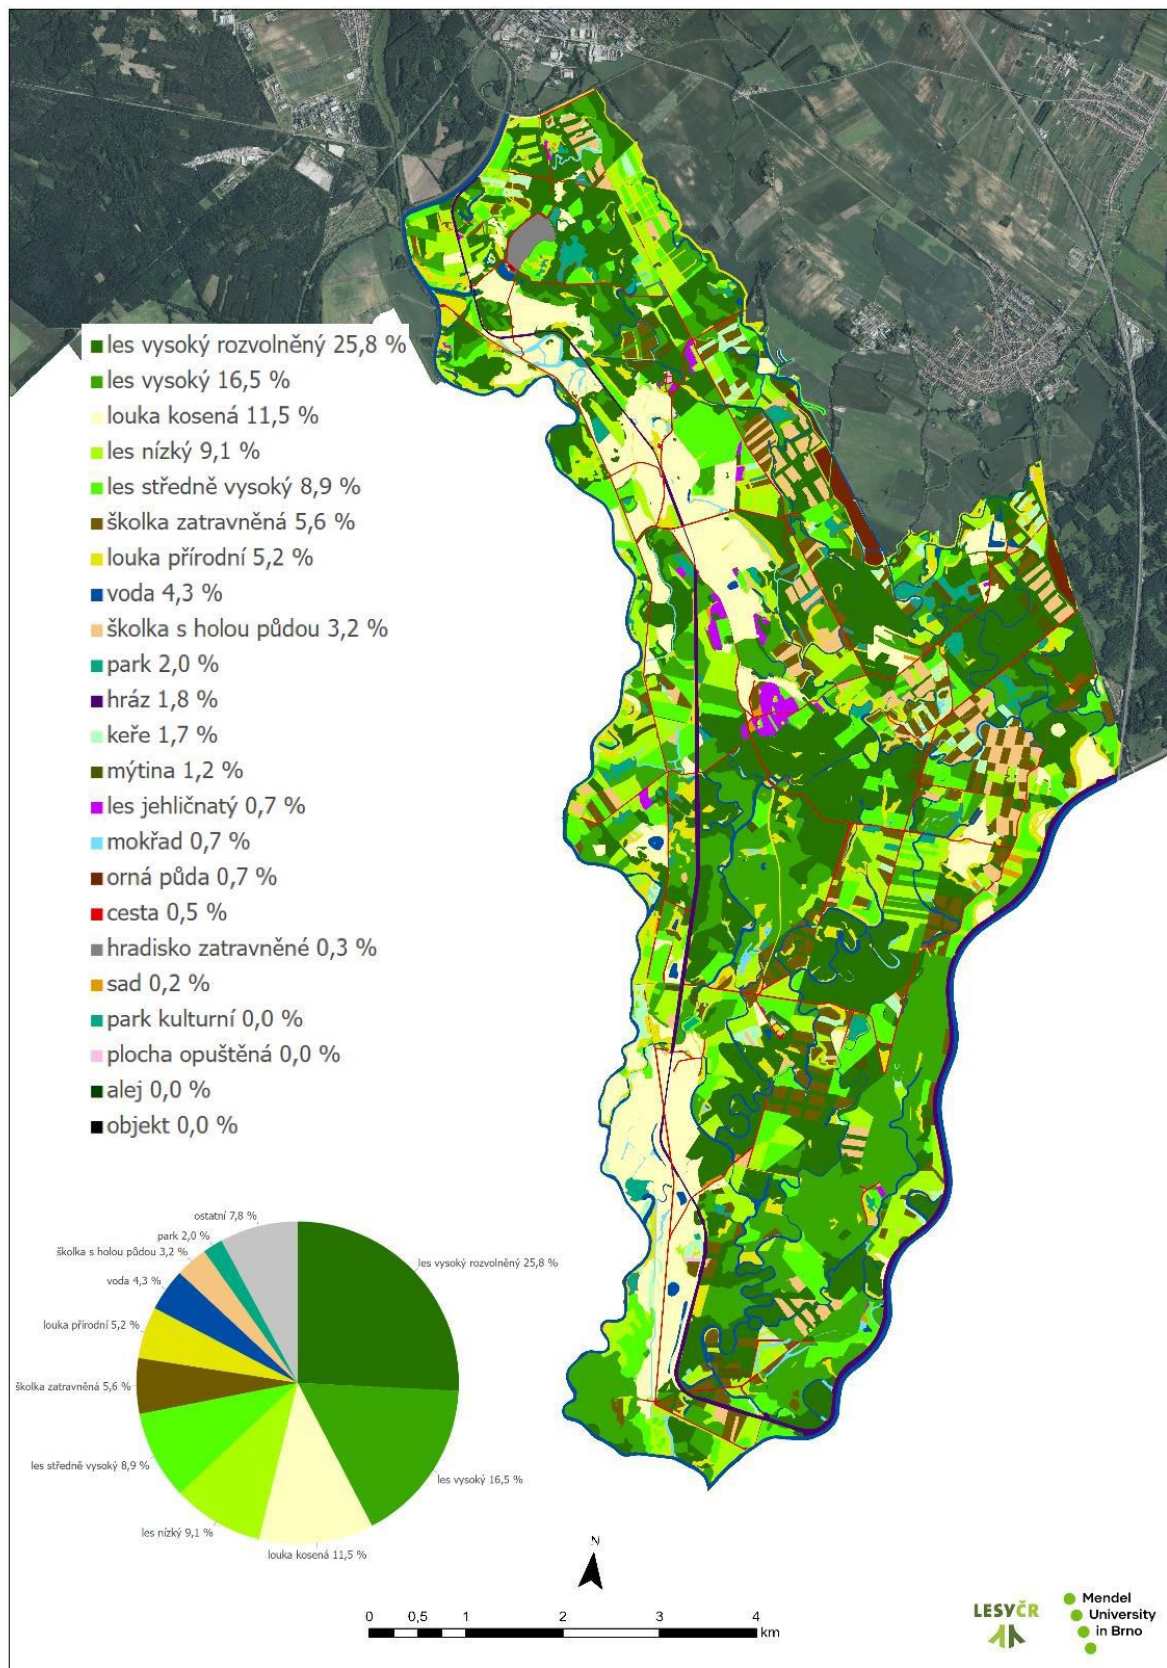 les vysoký rozvolněný 25,8 %
les vysoký 16,5 %
louka kosená 11,5 %
les nízký 9,1 %
les středně vysoký 8,9 %
školka zatravněná 5,6 %
louka přírodní 5,2 %
voda 4,3 %
školka s holou půdou 3,2 %
park 2,0 %
hráz 1,8 %
keře 1,7 %
mýtina 1,2 %
les jehličnatý 0,7 %
mokřad 0,7 %
orná půda 0,7 %
cesta 0,5 %
hradisko zatravněné 0,3 %
sad 0,2 %
park kulturní 0,0 %
plocha opuštěná 0,0 %
alej 0,0 %
objekt 0,0 %
ostatní 7,8 %
park 2,0 %
školka s holou půdou 3,2 %
voda 4,3 %
louka přírodní 5,2 %
školka zatravněná 5,6 %
les středně vysoký 8,9 %
les nízký 9,1 %
louka kosená 11,5 %
les vysoký 16,5 %
les vysoký rozvolněný 25,8 %
N
0 0,5 1 2 3 4
km
LESYČR
Mendel
University
in Brno